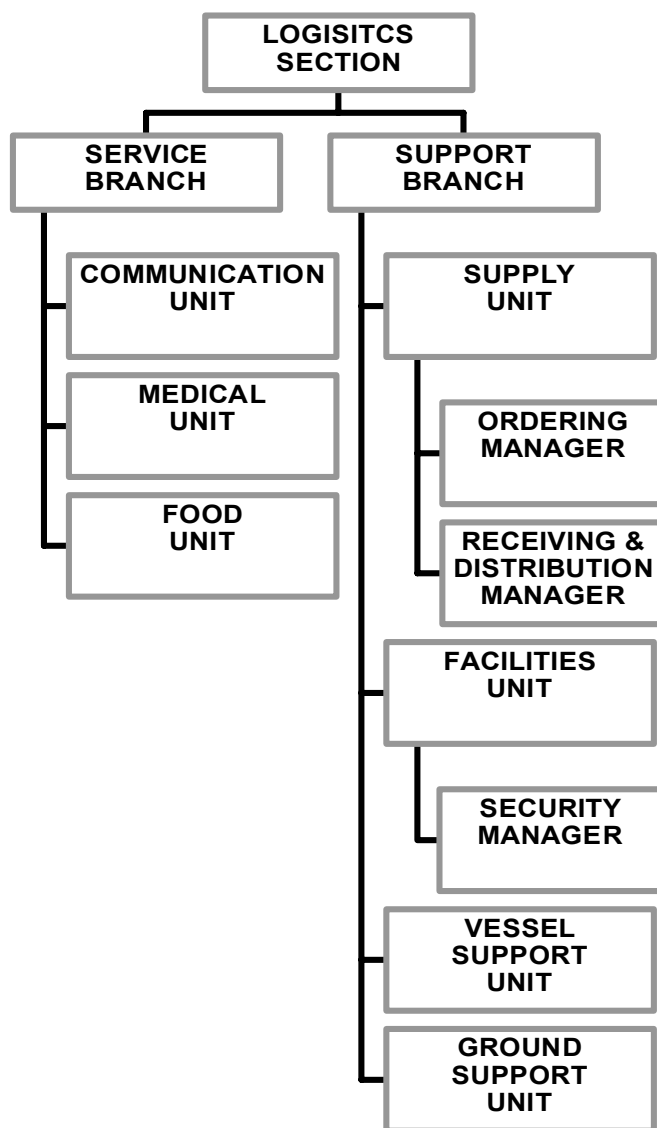 LOGISITCS
SECTION
SERVICE
BRANCH
SUPPORT
BRANCH
COMMUNICATION
UNIT
MEDICAL
UNIT
FOOD
UNIT
SUPPLY
UNIT
ORDERING
MANAGER
RECEIVING &
DISTRIBUTION
MANAGER
FACILITIES
UNIT
SECURITY
MANAGER
VESSEL
SUPPORT
UNIT
GROUND
SUPPORT
UNIT